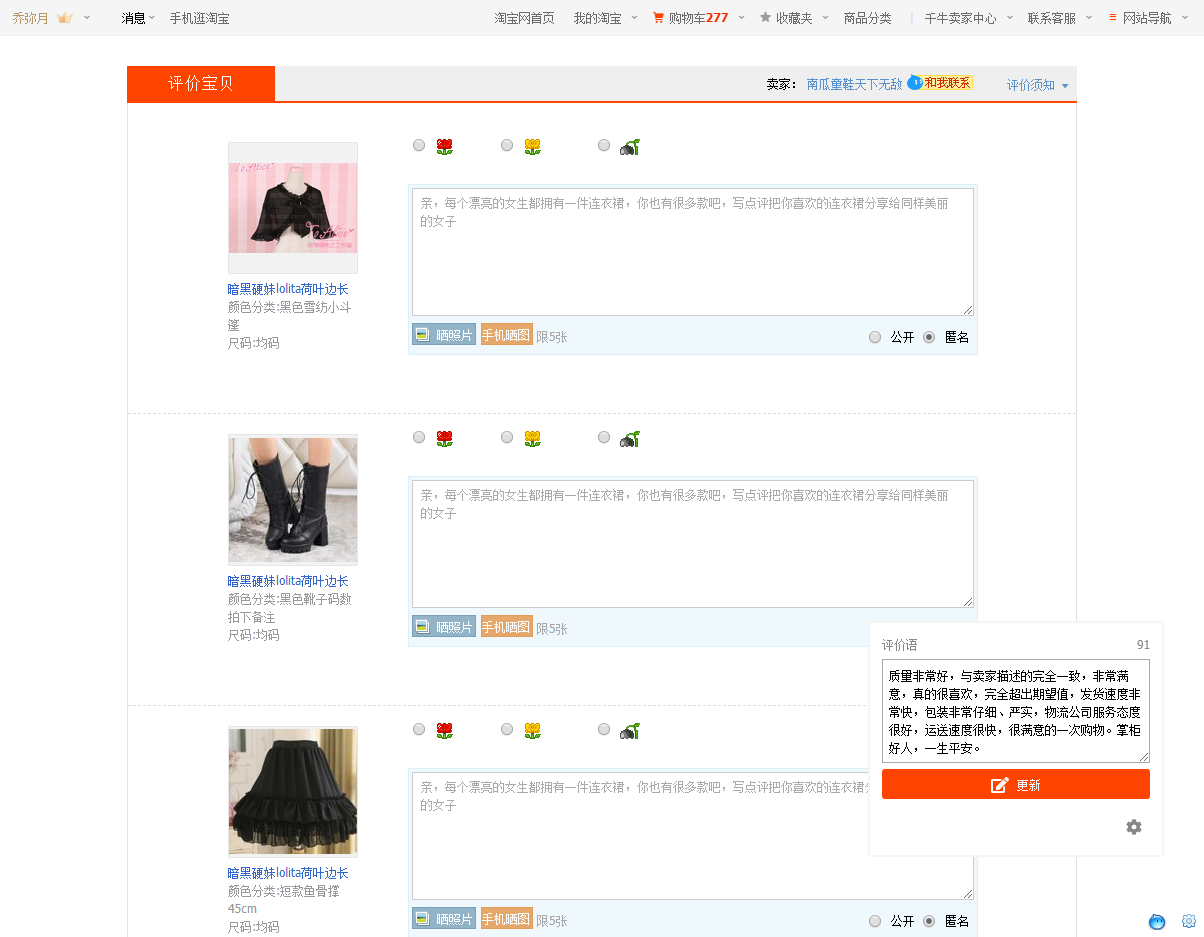 乔弥月 消息 手机逛淘宝 淘宝网首页 我的淘宝 购物车277 收藏夹 商品分类 千牛卖家中心 联系客服 网站导航
评价宝贝 卖家： 南瓜童鞋天下无敌 和我联系 评价须知
To Alice
To Alice
亲，每个漂亮的女生都拥有一件连衣裙，你也有很多款吧，写点评把你喜欢的连衣裙分享给同样美丽
的女子
暗黑硬妹lolita荷叶边长
颜色分类:黑色雪纺小斗
篷
尺码:均码
晒照片 手机晒图 限5张 公开 匿名
亲，每个漂亮的女生都拥有一件连衣裙，你也有很多款吧，写点评把你喜欢的连衣裙分享给同样美丽
的女子
暗黑硬妹lolita荷叶边长
颜色分类:黑色靴子码数
拍下备注
尺码:均码
晒照片 手机晒图 限5张
亲，每个漂亮的女生都拥有一件连衣裙，你也有很多款吧，写点评把你喜欢的连衣裙
的女子
暗黑硬妹lolita荷叶边长
颜色分类:短款鱼骨撑
45cm
尺码:均码
晒照片 手机晒图 限5张 公开 匿名
评价语 91
质量非常好，与卖家描述的完全一致，非常满
意，真的很喜欢，完全超出期望值，发货速度非
常快，包装非常仔细、严实，物流公司服务态度
很好，运送速度很快，很满意的一次购物。掌柜
好人，一生平安。
更新